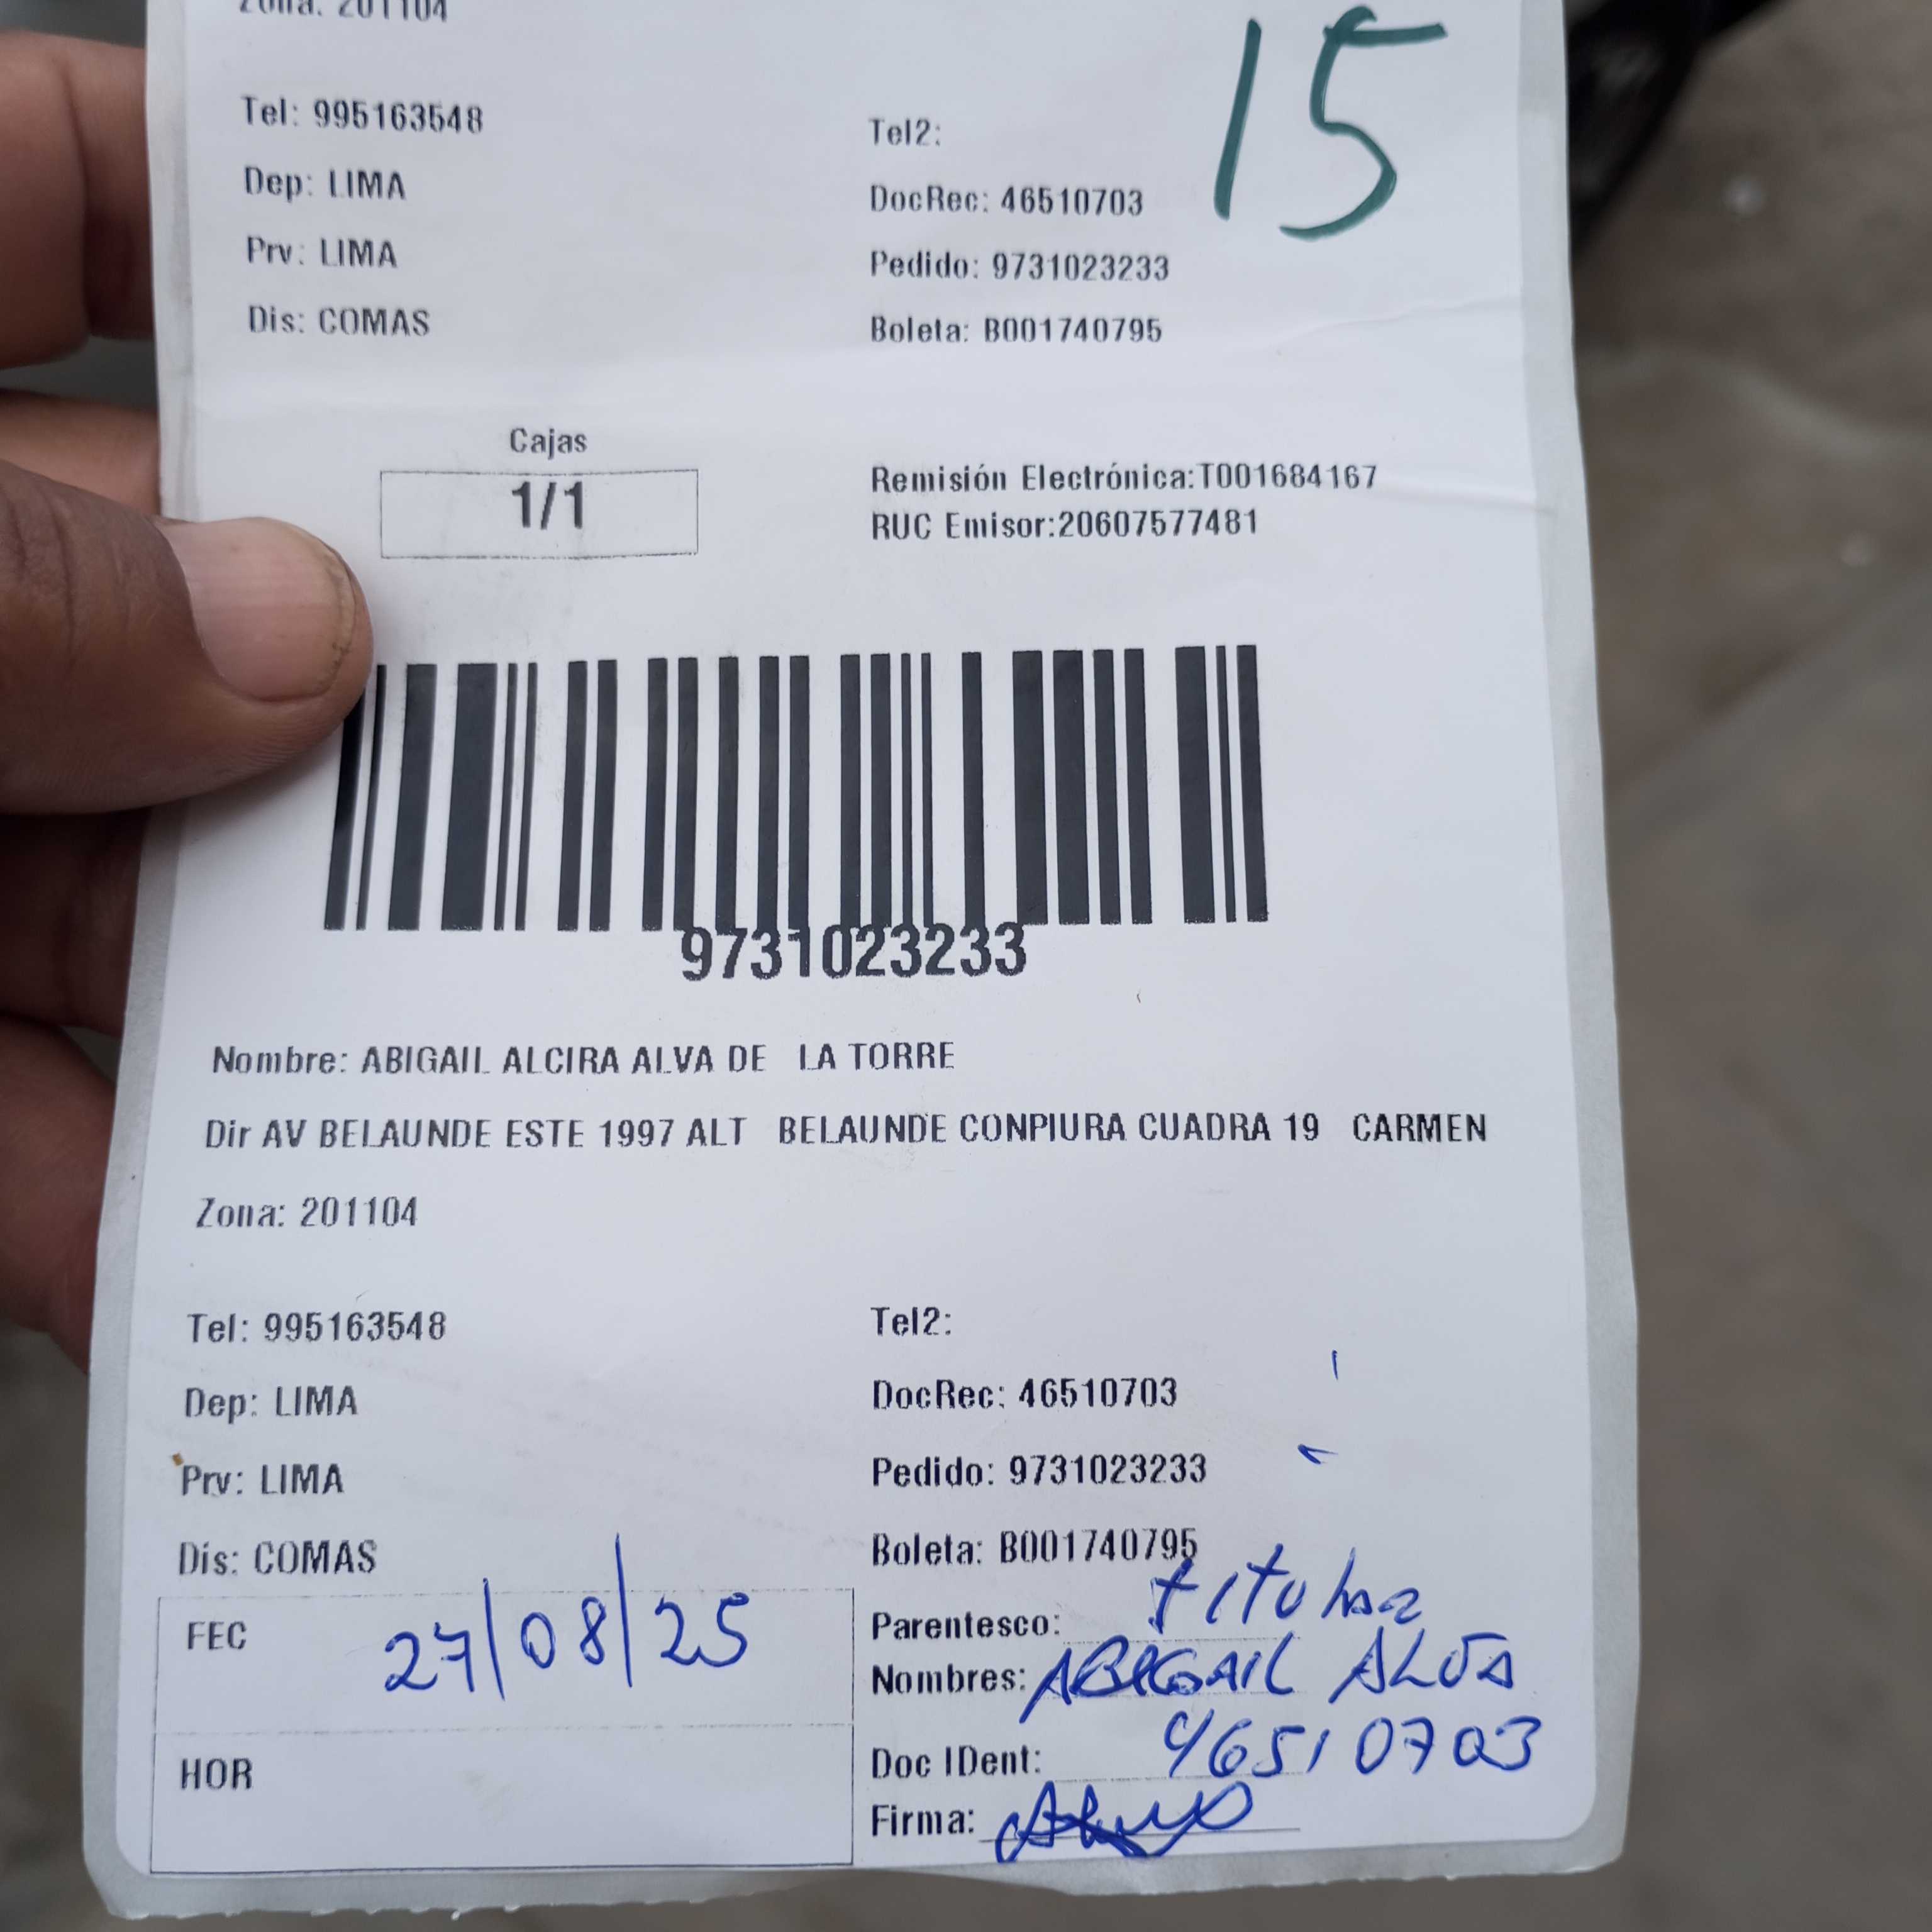 Zona: 201104
15
Tel: 995163548
Tel2:
Dep: LIMA
DocRec: 46510703
Prv: LIMA
Pedido: 9731023233
Dis: COMAS
Boleta: B001740795
Cajas
1/1
Remisión Electrónica:T001684167
RUC Emisor:20607577481
9731023233
Nombre: ABIGAIL ALCIRA ALVA DE LA TORRE
Dir AV BELAUNDE ESTE 1997 ALT BELAUNDE CONPIURA CUADRA 19 CARMEN
Zona: 201104
Tel: 995163548
Tel2:
Dep: LIMA
DocRec: 46510703
Prv: LIMA
Pedido: 9731023233
Dis: COMAS
Boleta: B001740795
FEC 27/08/25
Parentesco: titular
Nombres: ABIGAIL ALVA
Doc IDent: 46510703
HOR
Firma: